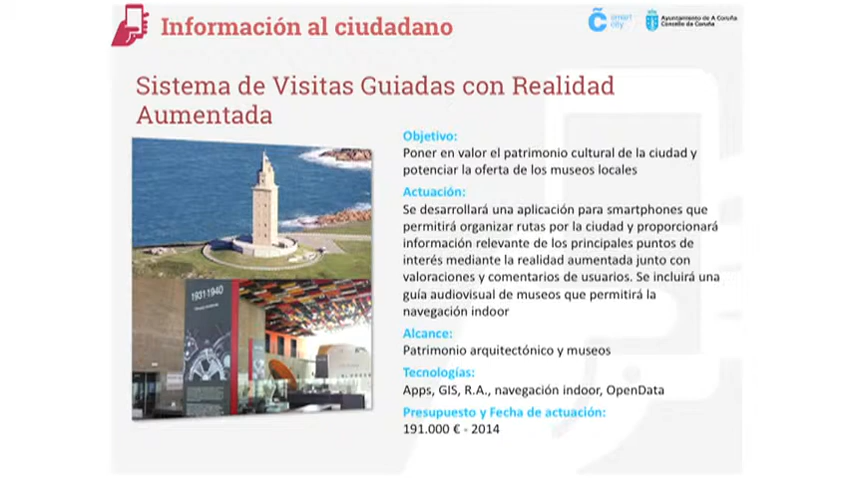 Información al ciudadano
smart
city
Ayuntamiento de A Coruña
Concello da Coruña
Sistema de Visitas Guiadas con Realidad
Aumentada
Objetivo:
Poner en valor el patrimonio cultural de la ciudad y
potenciar la oferta de los museos locales
Actuación:
Se desarrollará una aplicación para smartphones que
permitirá organizar rutas por la ciudad y proporcionará
información relevante de los principales puntos de
interés mediante la realidad aumentada junto con
valoraciones y comentarios de usuarios. Se incluirá una
guía audiovisual de museos que permitirá la
navegación indoor
Alcance:
Patrimonio arquitectónico y museos
Tecnologías:
Apps, GIS, R.A., navegación indoor, OpenData
Presupuesto y Fecha de actuación:
191.000 € - 2014
1931-1940